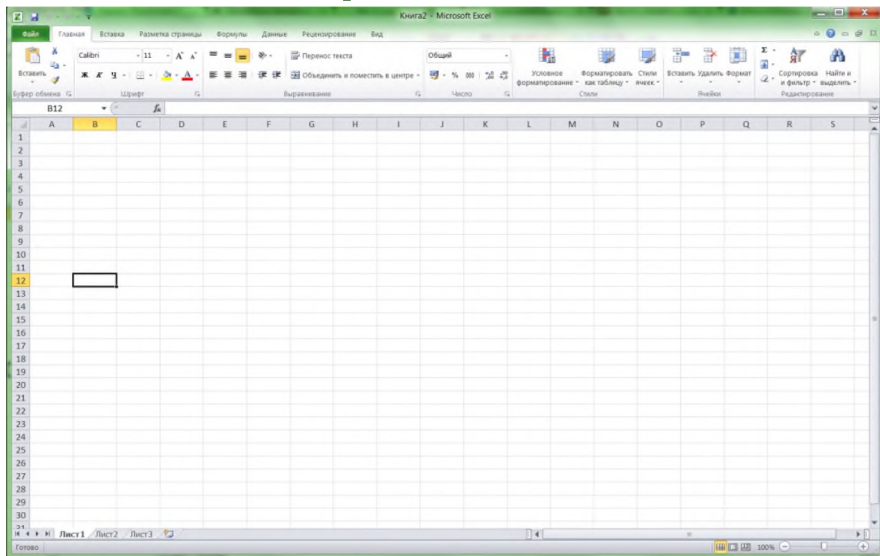 Книга2 - Microsoft Excel
Файл Главная Вставка Разметка страницы Формулы Данные Рецензирование Вид
Вставить
Calibri 11
Ж К Ч
Перенос текста
Объединить и поместить в центре
Общий
% 000
Условное форматирование
Форматировать как таблицу
Стили ячеек
Вставить Удалить Формат
Сортировка и фильтр
Найти и выделить
Буфер обмена Шрифт Выравнивание Число Стили Ячейки Редактирование
B12 fx
A B C D E F G H I J K L M N O P Q R S
1
2
3
4
5
6
7
8
9
10
11
12
13
14
15
16
17
18
19
20
21
22
23
24
25
26
27
28
29
30
31
Лист1 Лист2 Лист3
Готово 100%